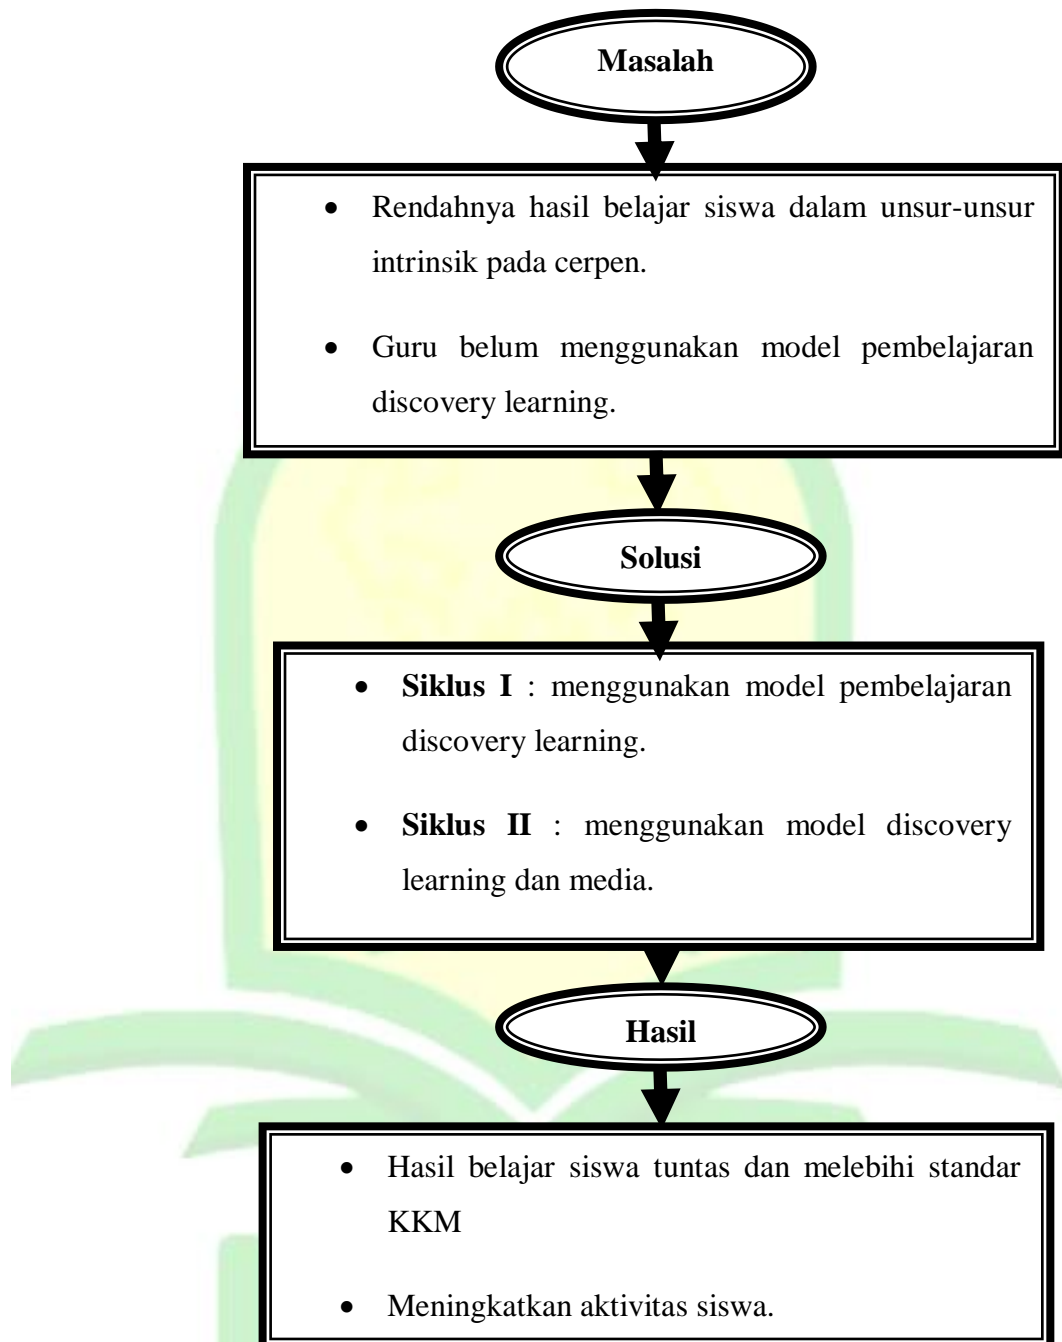 Masalah
• Rendahnya hasil belajar siswa dalam unsur-unsur
intrinsik pada cerpen.
• Guru belum menggunakan model pembelajaran
discovery learning.
Solusi
• Siklus I : menggunakan model pembelajaran
discovery learning.
• Siklus II : menggunakan model discovery
learning dan media.
Hasil
• Hasil belajar siswa tuntas dan melebihi standar
KKM
• Meningkatkan aktivitas siswa.